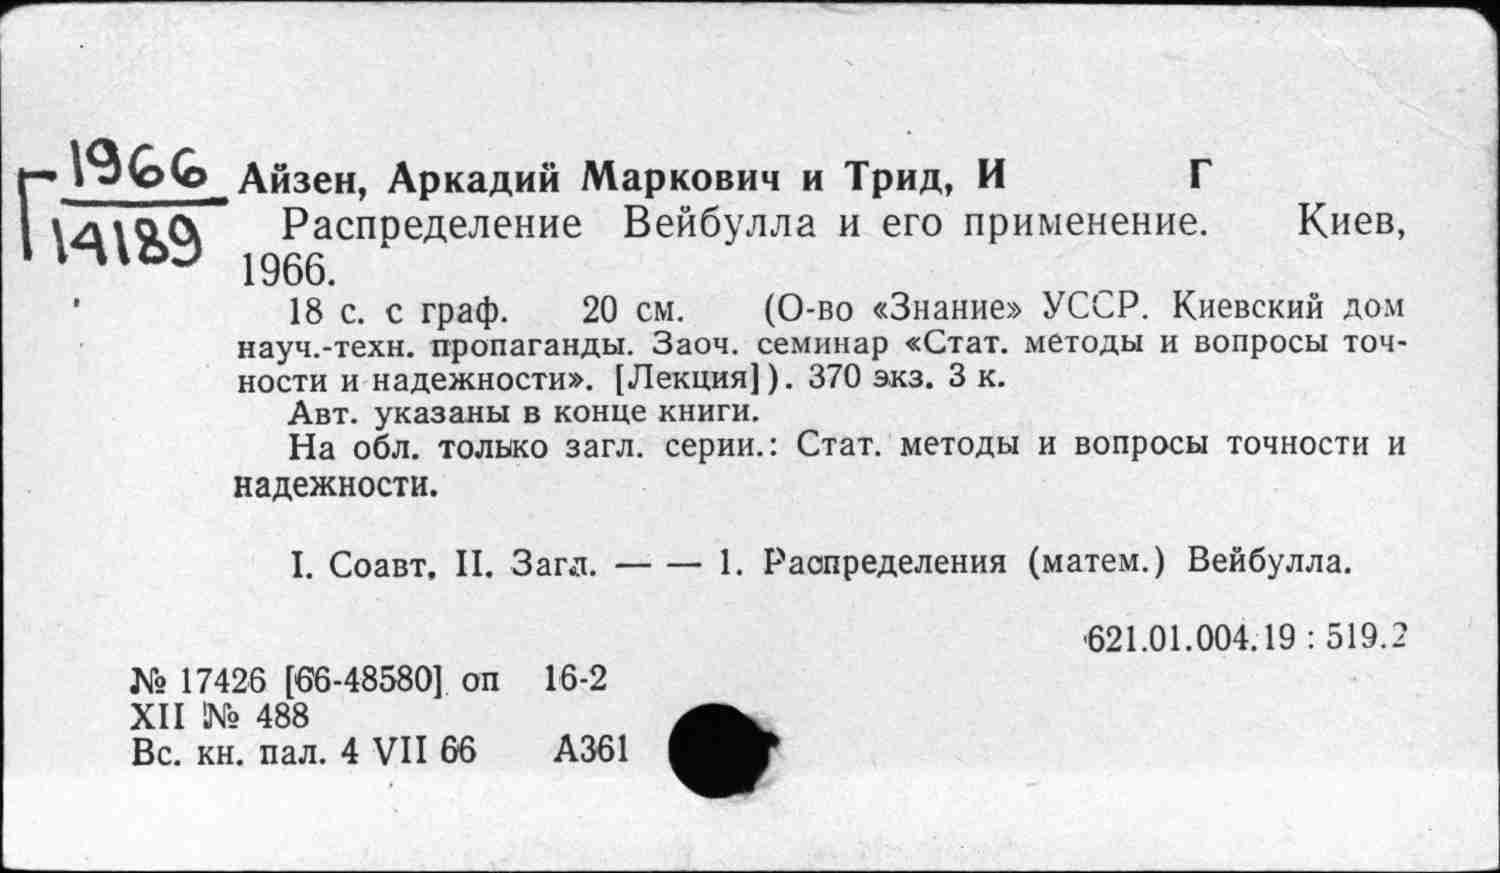 Г 1966
14189
Айзен, Аркадий Маркович и Трид, И Г
Распределение Вейбулла и его применение. Киев,
1966.
18 с. с граф. 20 см. (О-во «Знание» УССР. Киевский дом
науч.-техн. пропаганды. Заоч. семинар «Стат. методы и вопросы точ-
ности и надежности». [Лекция]). 370 экз. 3 к.
Авт. указаны в конце книги.
На обл. только загл. серии.: Стат. методы и вопросы точности и
надежности.
I. Соавт. II. Загл. — — 1. Распределения (матем.) Вейбулла.
621.01.004.19 : 519.2
№ 17426 [66-48580] оп 16-2
XII № 488
Вс. кн. пал. 4 VII 66 А361